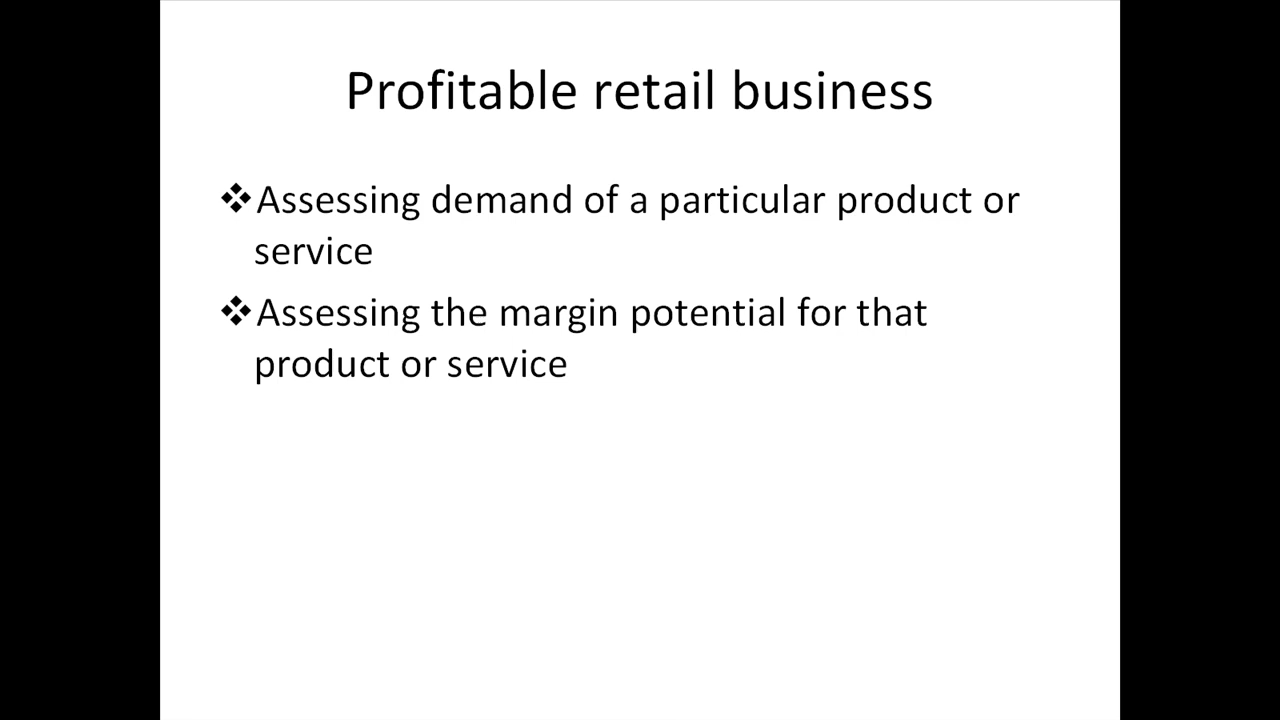 Profitable retail business
❖Assessing demand of a particular product or
service
❖Assessing the margin potential for that
product or service